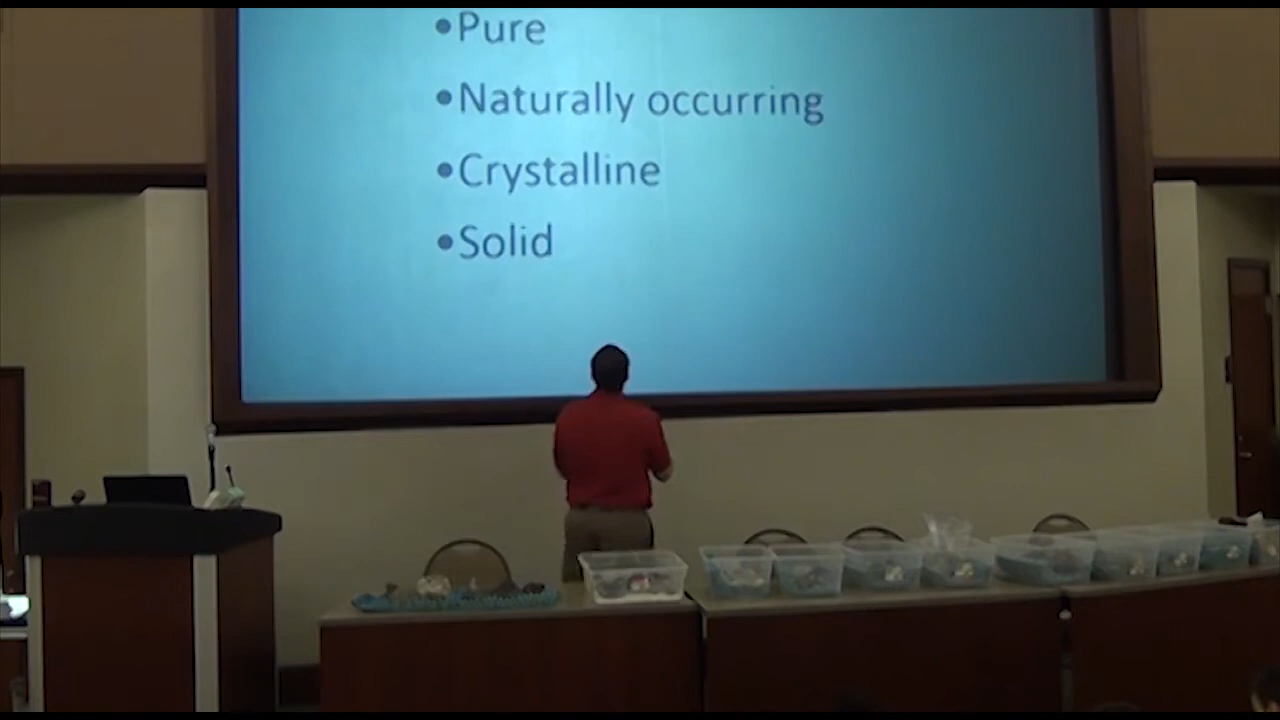 •Pure
•Naturally occurring
•Crystalline
•Solid